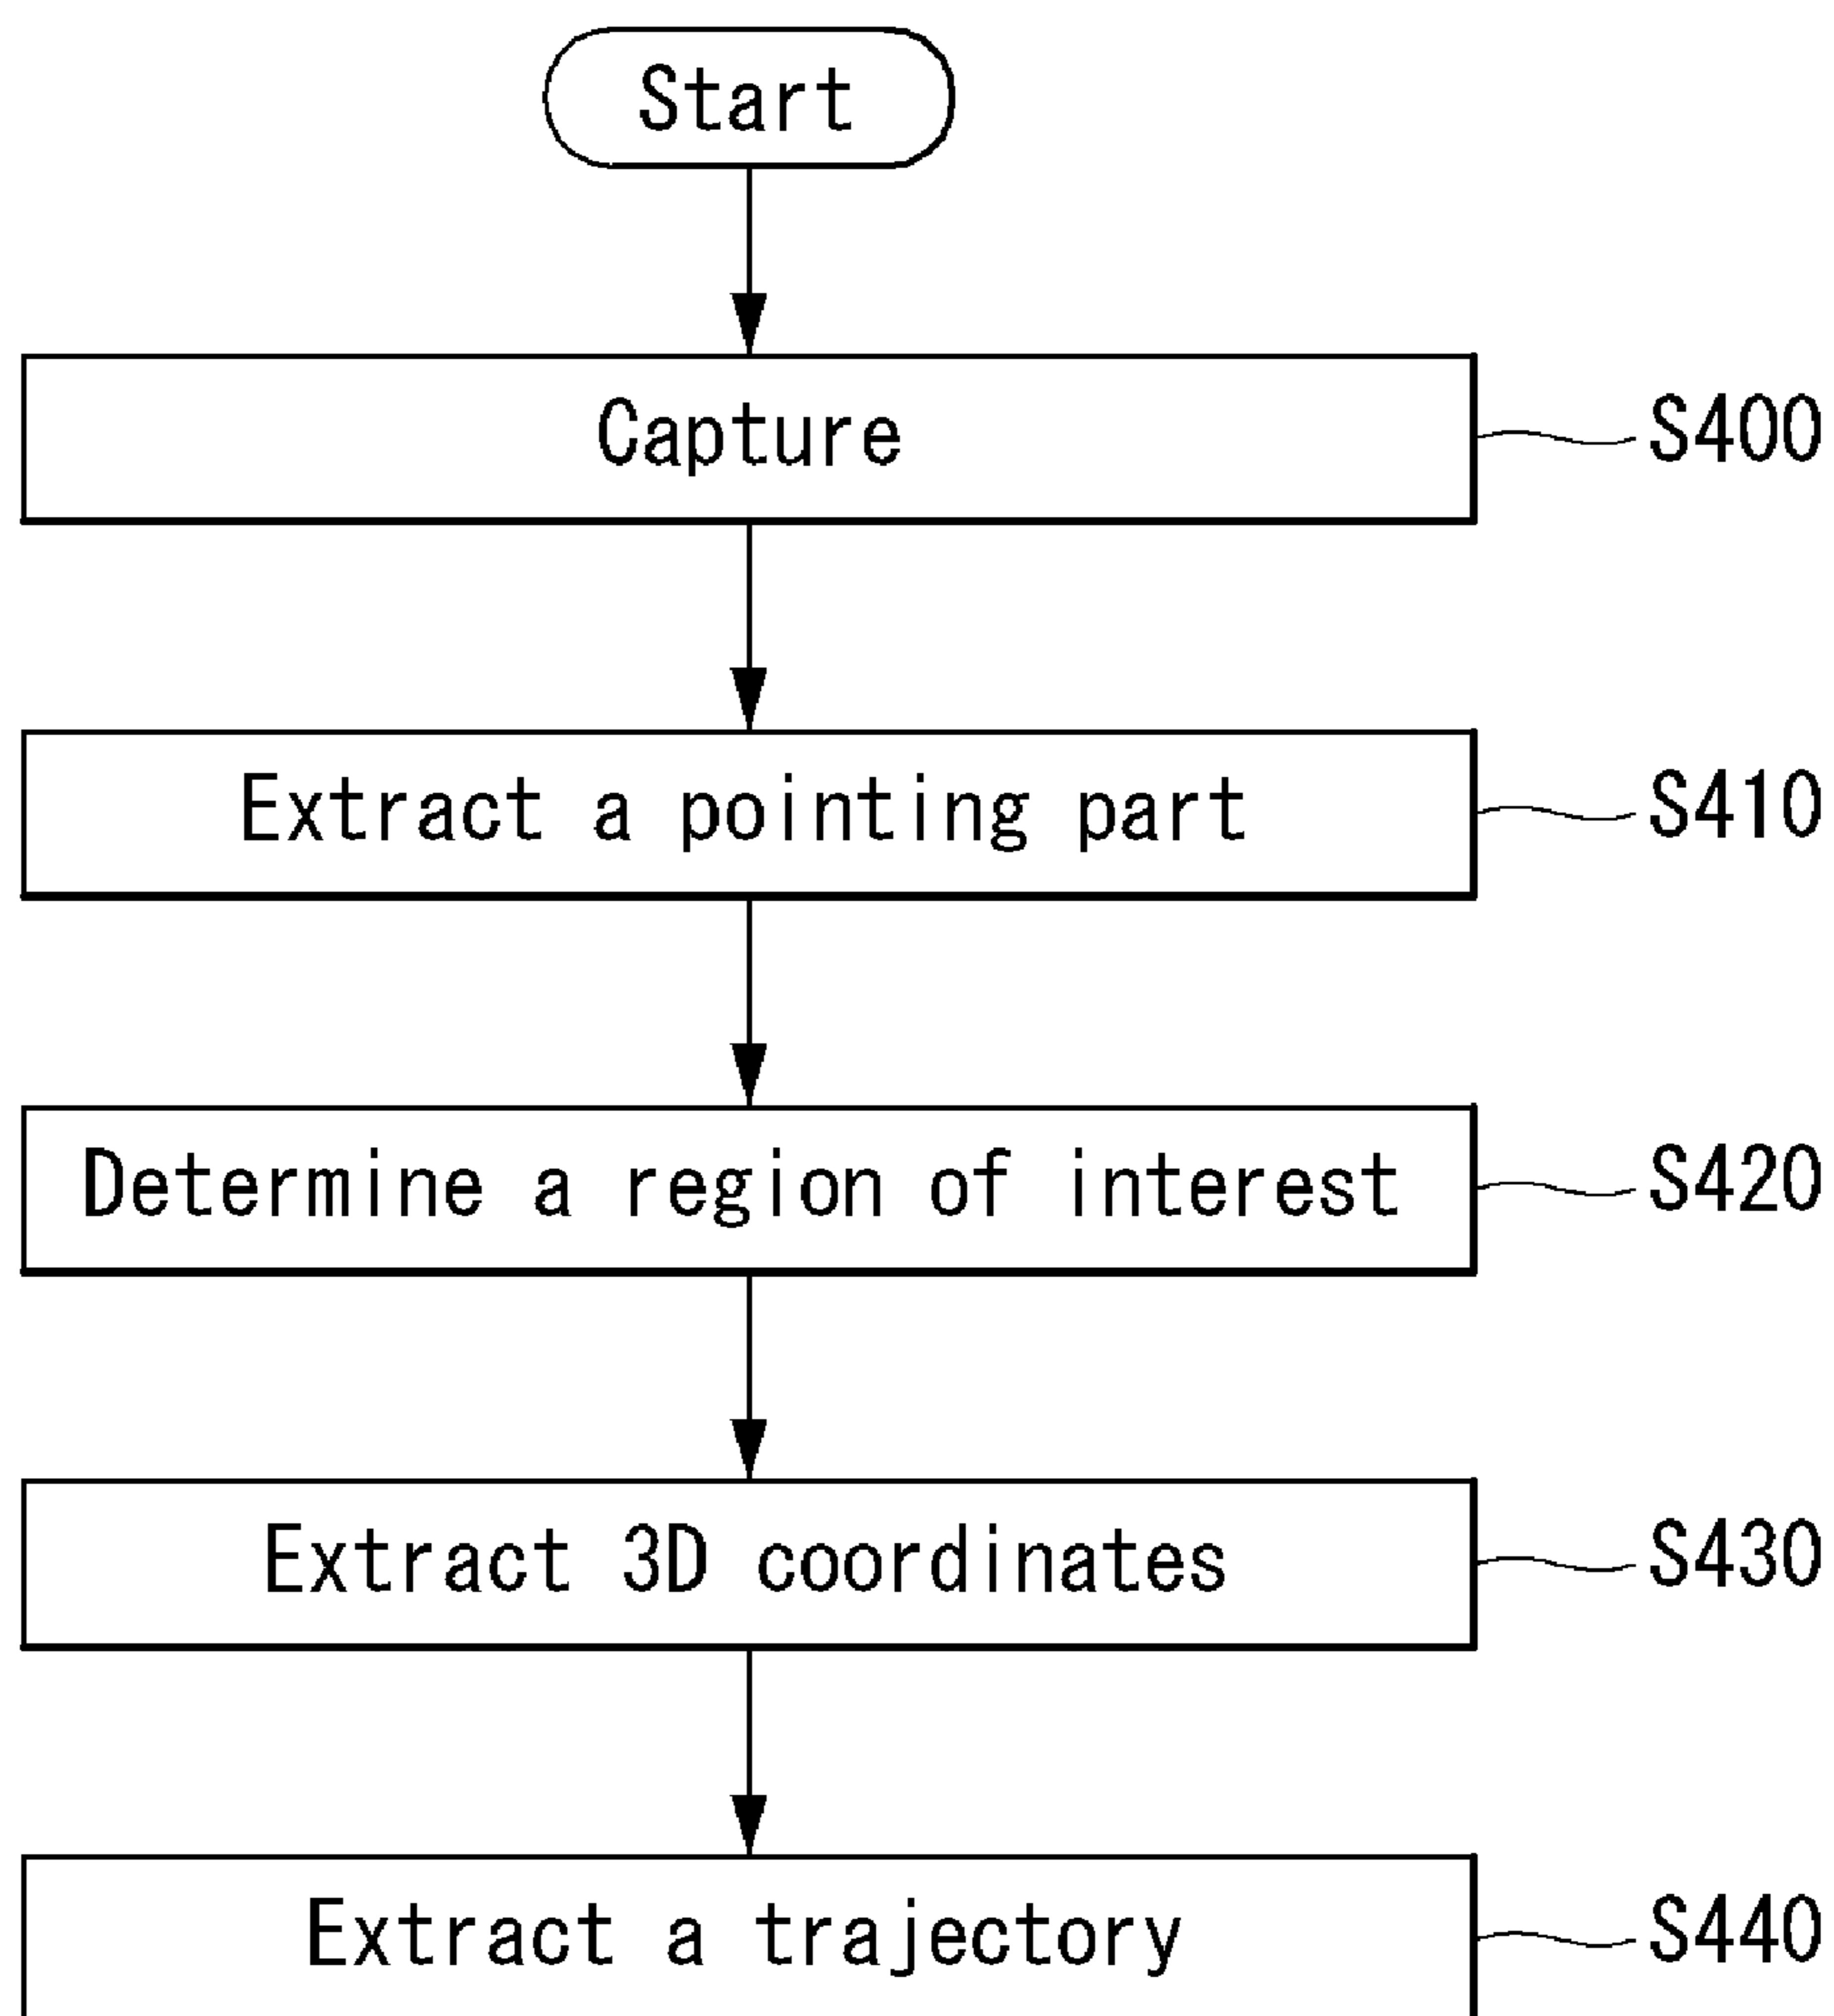 Start
Capture
S400
Extract a pointing part
S410
Determine a region of interest
S420
Extract 3D coordinates
S430
Extract a trajectory
S440